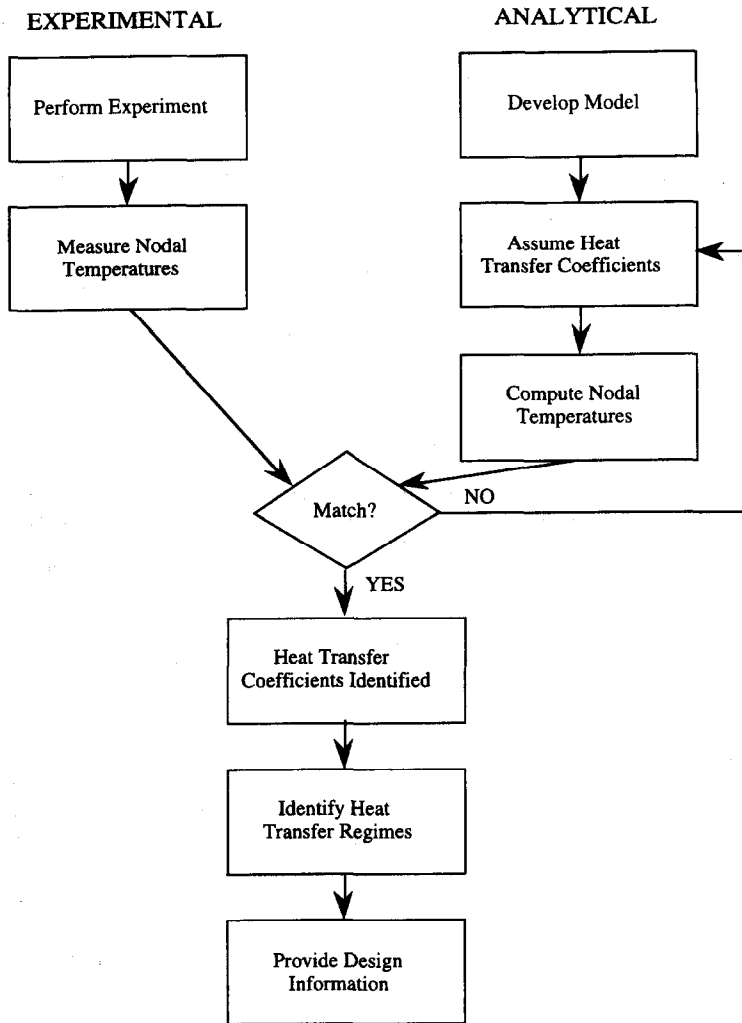 EXPERIMENTAL
Perform Experiment
Measure Nodal
Temperatures
ANALYTICAL
Develop Model
Assume Heat
Transfer Coefficients
Compute Nodal
Temperatures
Match?
NO
YES
Heat Transfer
Coefficients Identified
Identify Heat
Transfer Regimes
Provide Design
Information